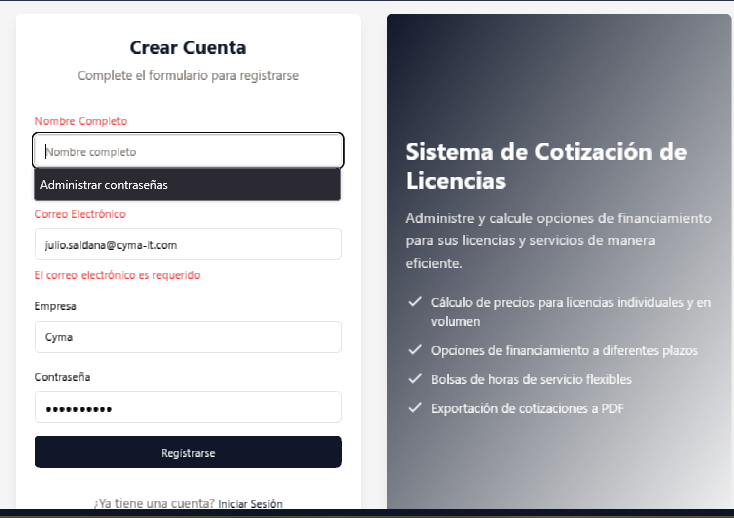 Crear Cuenta
Complete el formulario para registrarse
Nombre Completo
Nombre completo
Administrar contraseñas
Correo Electrónico
julio.saldana@cyma-it.com
El correo electrónico es requerido
Empresa
Cyma
Contraseña
••••••••••
Registrarse
¿Ya tiene una cuenta? Iniciar Sesión
Sistema de Cotización de
Licencias
Administre y calcule opciones de financiamiento
para sus licencias y servicios de manera
eficiente.
Cálculo de precios para licencias individuales y en
volumen
Opciones de financiamiento a diferentes plazos
Bolsas de horas de servicio flexibles
Exportación de cotizaciones a PDF